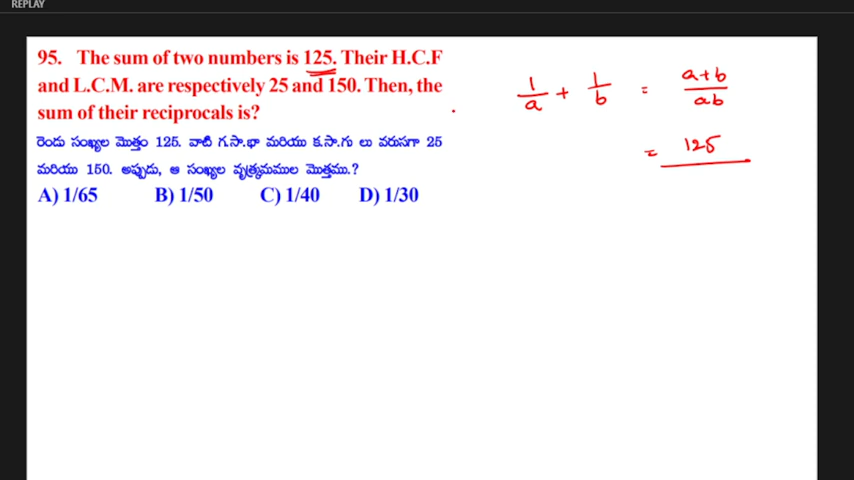 REPLAY
95. The sum of two numbers is 125. Their H.C.F
and L.C.M. are respectively 25 and 150. Then, the
sum of their reciprocals is?
రెండు సంఖ్యల మొత్తం 125. వాటి గ.సా.భా మరియు క.సా.గు లు వరుసగా 25
మరియు 150. అప్పుడు, ఆ సంఖ్యల వ్యుత్క్రమముల మొత్తము.?
A) 1/65 B) 1/50 C) 1/40 D) 1/30
1/a + 1/b = a+b/ab
= 125